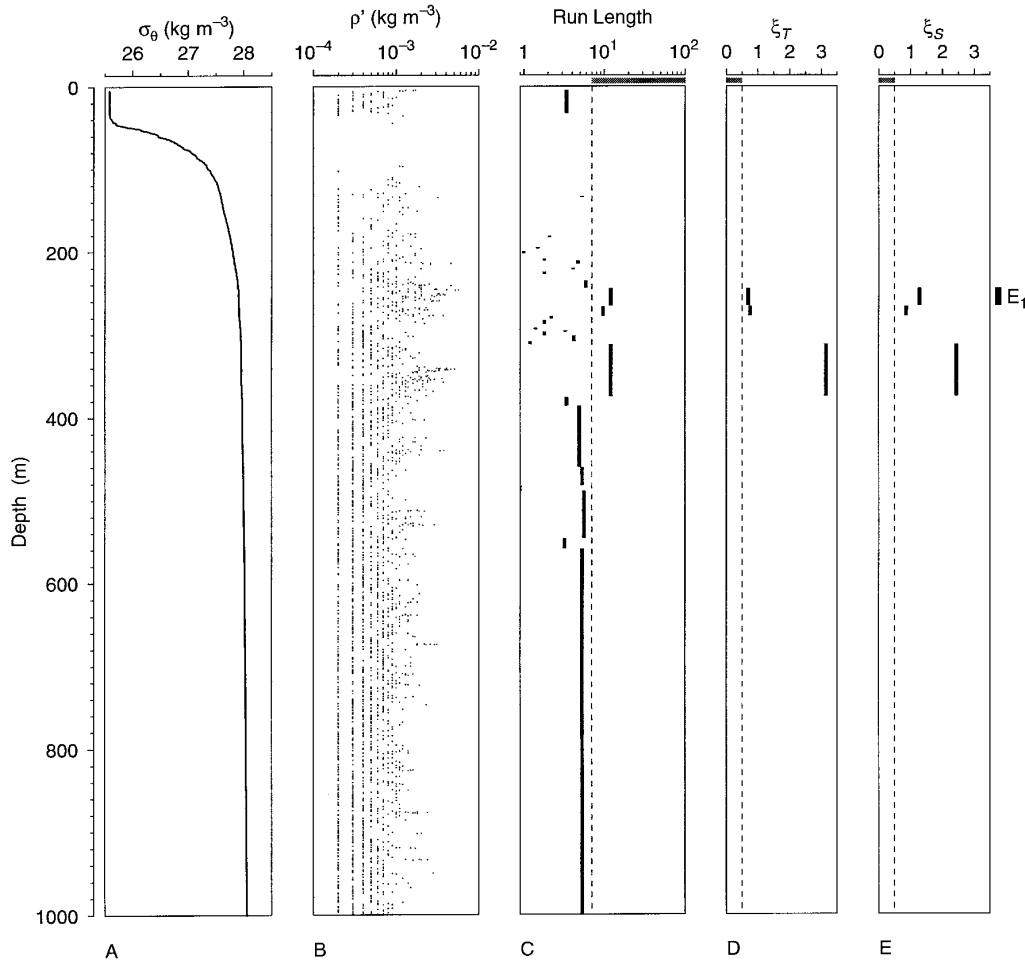 σθ (kg m⁻³)
26 27 28
ρ' (kg m⁻³)
10⁻⁴ 10⁻³ 10⁻²
Run Length
1 10¹ 10²
ξT
0 1 2 3
ξS
0 1 2 3
Depth (m)
0
200
400
600
800
1000
E1
A B C D E